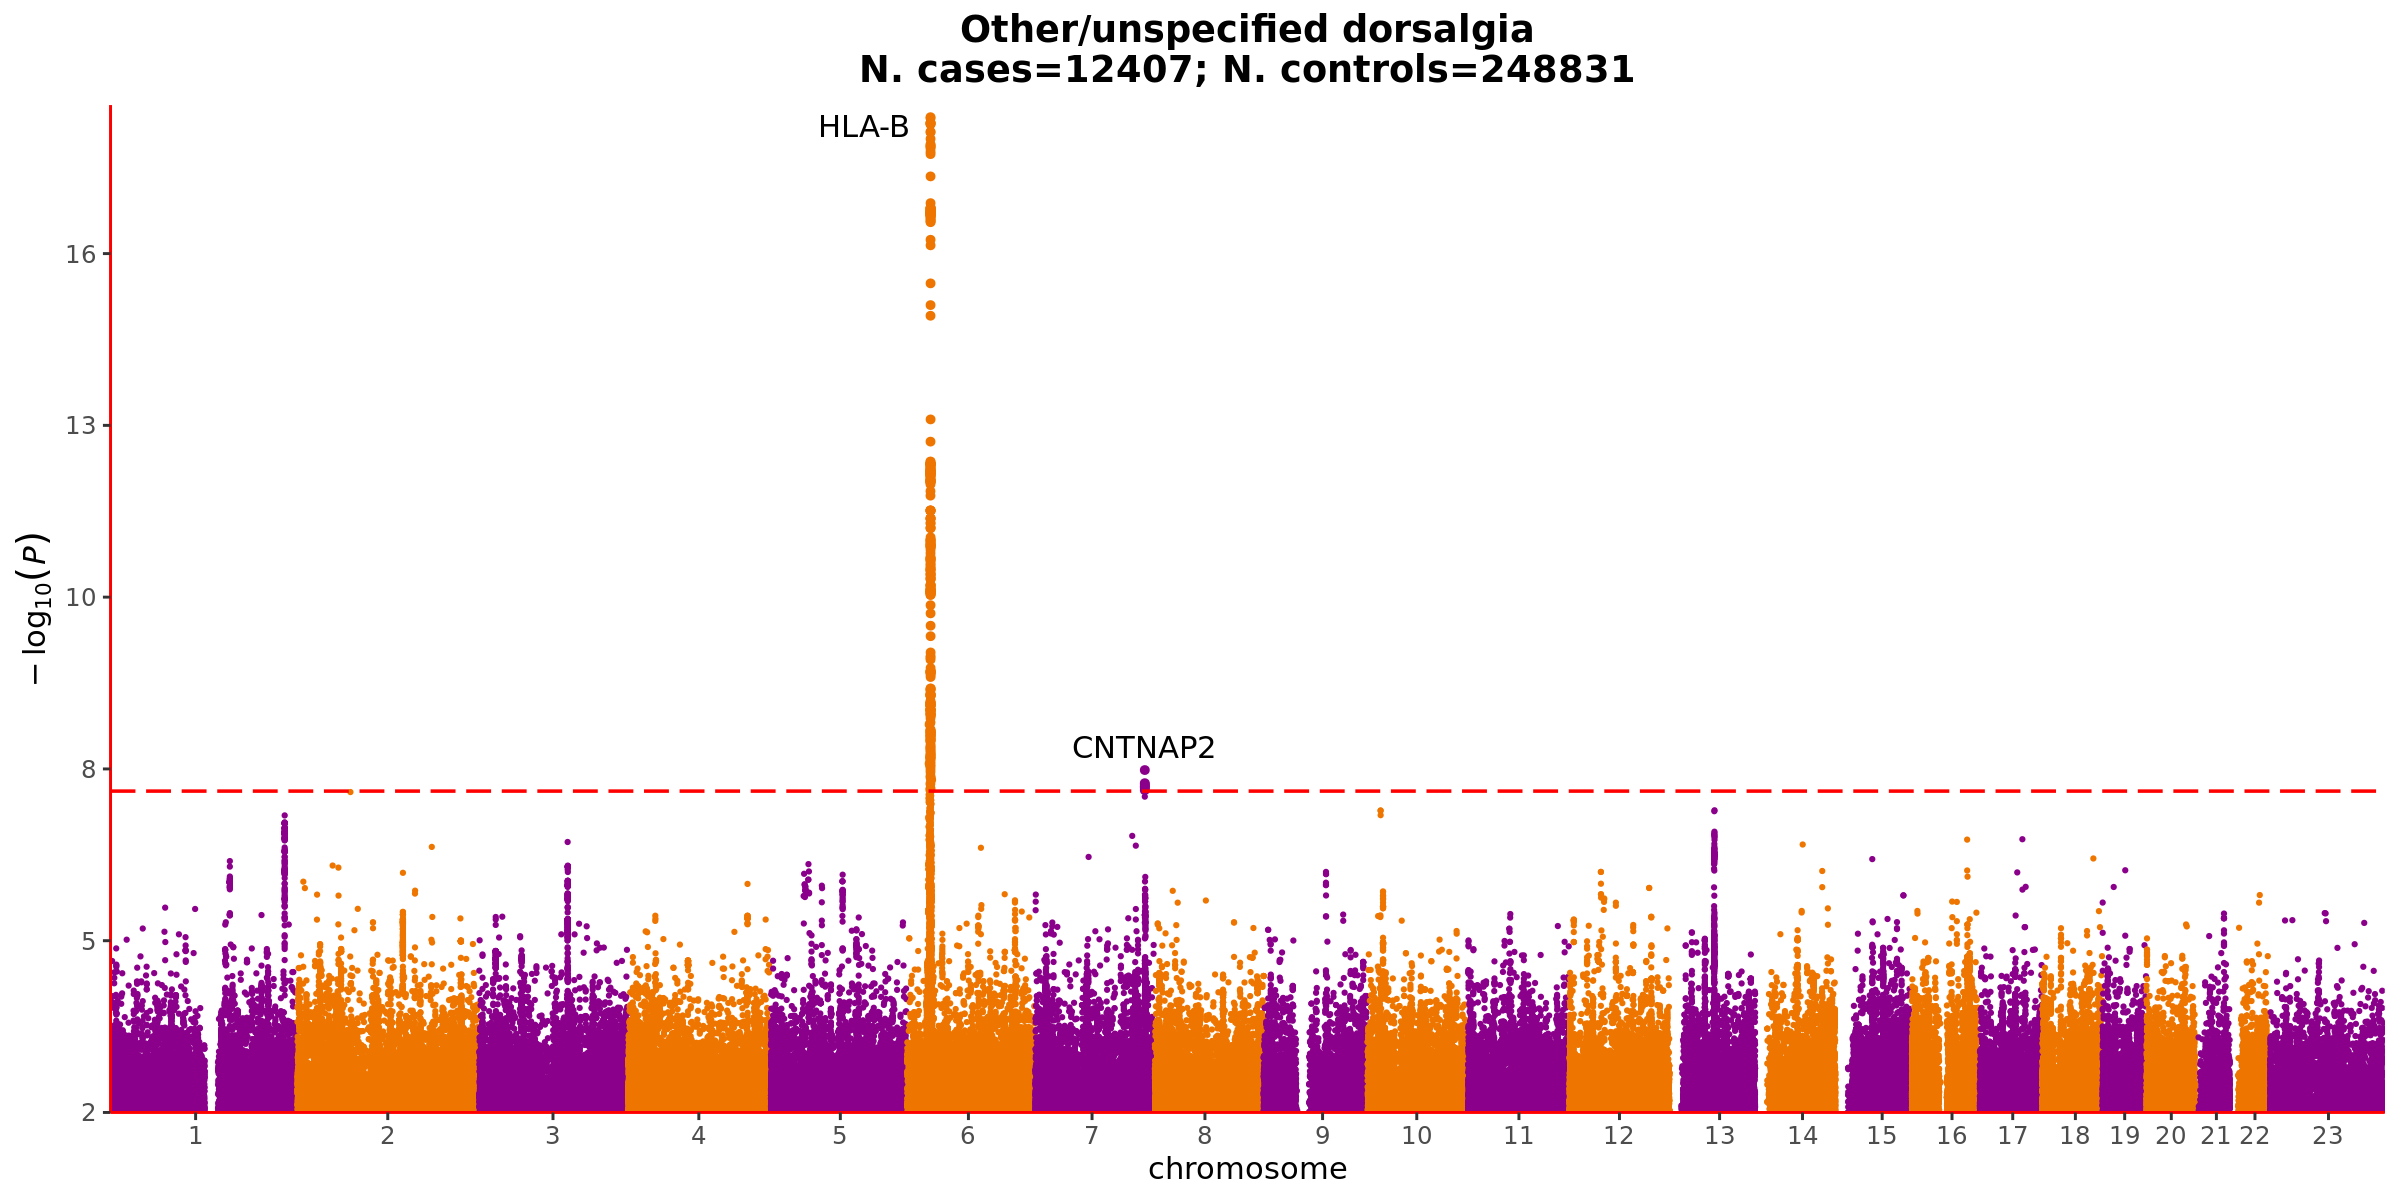 Other/unspecified dorsalgia
N. cases=12407; N. controls=248831
HLA-B
16
13
− log10(P)
10
CNTNAP2
8
5
2
1 2 3 4 5 6 7 8 9 10 11 12 13 14 15 16 17 18 19 20 21 22 23
chromosome